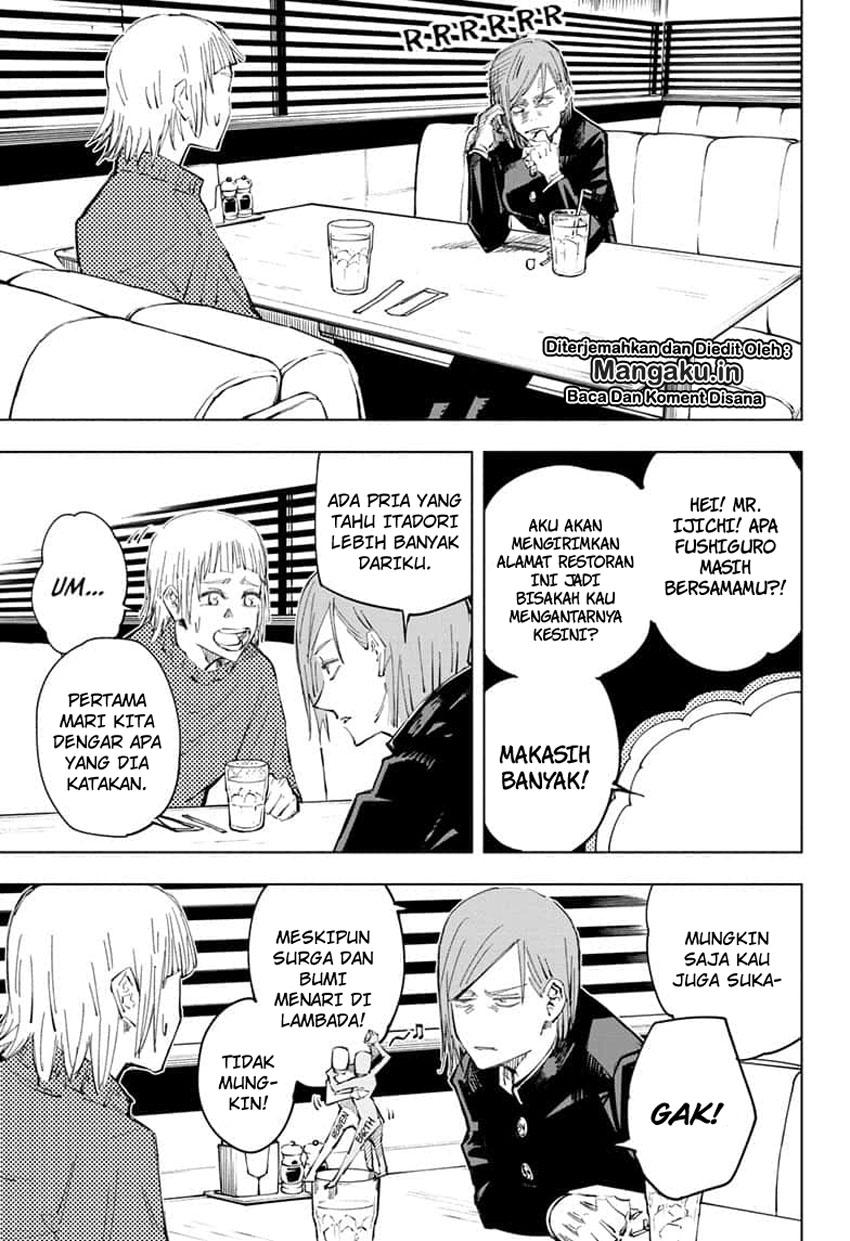 RRRRRR
Diterjemahkan dan Diedit Oleh :
Mangaku.in
Baca Dan Koment Disana
HEI! MR.
IJICHI! APA
FUSHIGURO
MASIH
BERSAMAMU?!
AKU AKAN
MENGIRIMKAN
ALAMAT RESTORAN
INI JADI
BISAKAH KAU
MENGANTARNYA
KESINI?
MAKASIH
BANYAK!
ADA PRIA YANG
TAHU ITADORI
LEBIH BANYAK
DARIKU.
UM...
PERTAMA
MARI KITA
DENGAR APA
YANG DIA
KATAKAN.
MUNGKIN
SAJA KAU
JUGA SUKA-
GAK!
MESKIPUN
SURGA DAN
BUMI
MENARI DI
LAMBADA!
TIDAK
MUNG-
KIN!
HEAVEN
EARTH